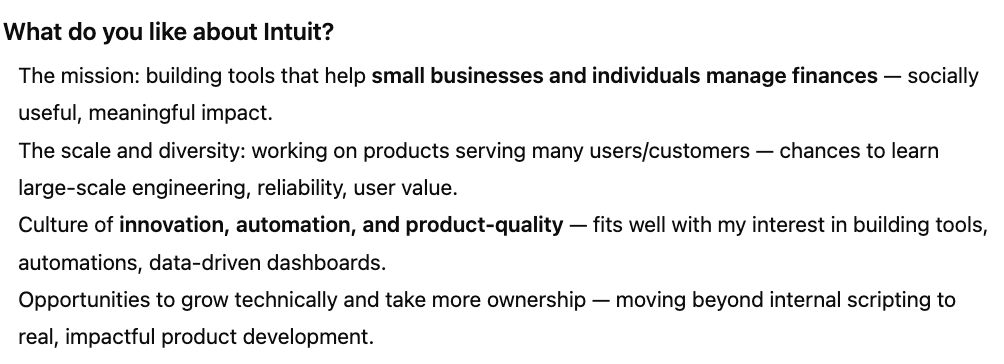 What do you like about Intuit?
The mission: building tools that help small businesses and individuals manage finances — socially
useful, meaningful impact.
The scale and diversity: working on products serving many users/customers — chances to learn
large-scale engineering, reliability, user value.
Culture of innovation, automation, and product-quality — fits well with my interest in building tools,
automations, data-driven dashboards.
Opportunities to grow technically and take more ownership — moving beyond internal scripting to
real, impactful product development.